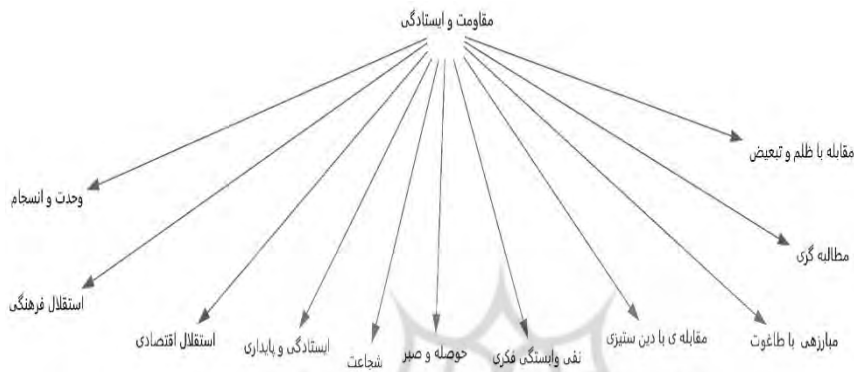 مقاومت و ایستادگی
مقابله با ظلم و تبعیض
مطالبه گری
مبارزهی با طاغوت
مقابله ی با دین ستیزی
نفی وابستگی فکری
حوصله و صبر
شجاعت
ایستادگی و پایداری
استقلال اقتصادی
استقلال فرهنگی
وحدت و انسجام